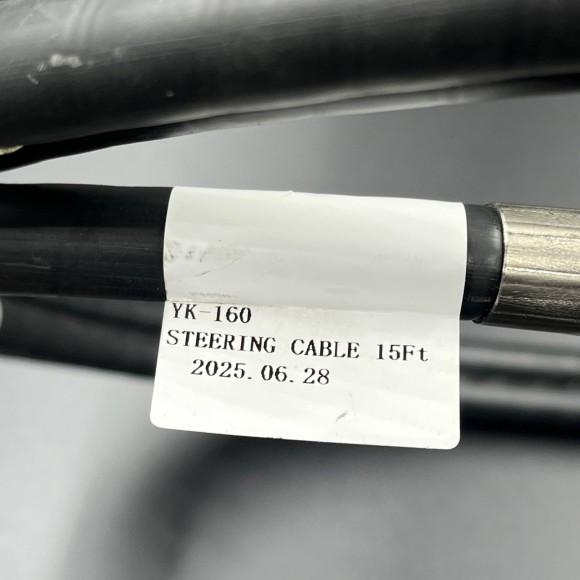 YK-160
STEERING CABLE 15Ft
2025.06.28